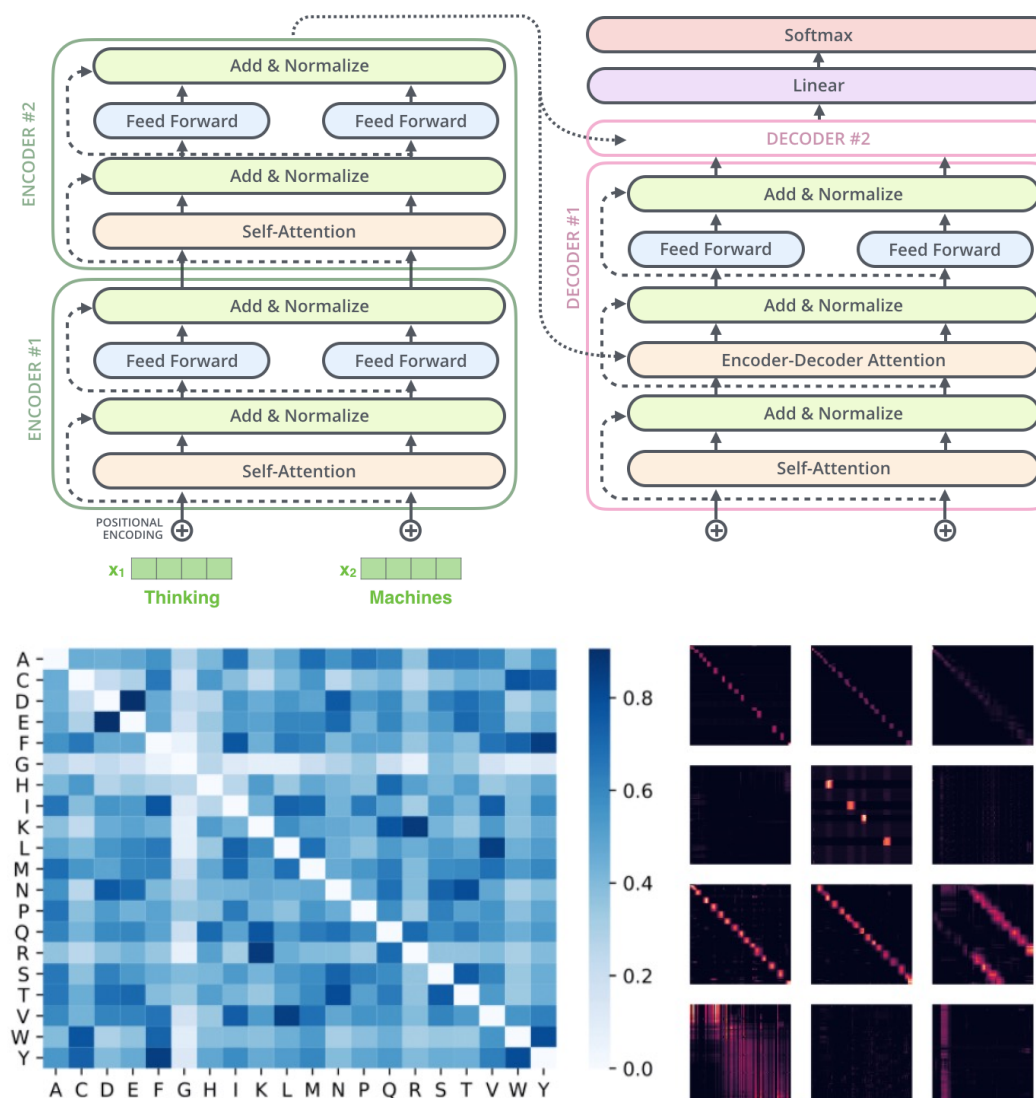 ENCODER #2
Add & Normalize
Feed Forward
Feed Forward
Add & Normalize
Self-Attention
ENCODER #1
Add & Normalize
Feed Forward
Feed Forward
Add & Normalize
Self-Attention
POSITIONAL
ENCODING
x1
x2
Thinking
Machines
Softmax
Linear
DECODER #2
DECODER #1
Add & Normalize
Feed Forward
Feed Forward
Add & Normalize
Encoder-Decoder Attention
Add & Normalize
Self-Attention
A
C
D
E
F
G
H
I
K
L
M
N
P
Q
R
S
T
V
W
Y
A C D E F G H I K L M N P Q R S T V W Y
0.8
0.6
0.4
0.2
0.0